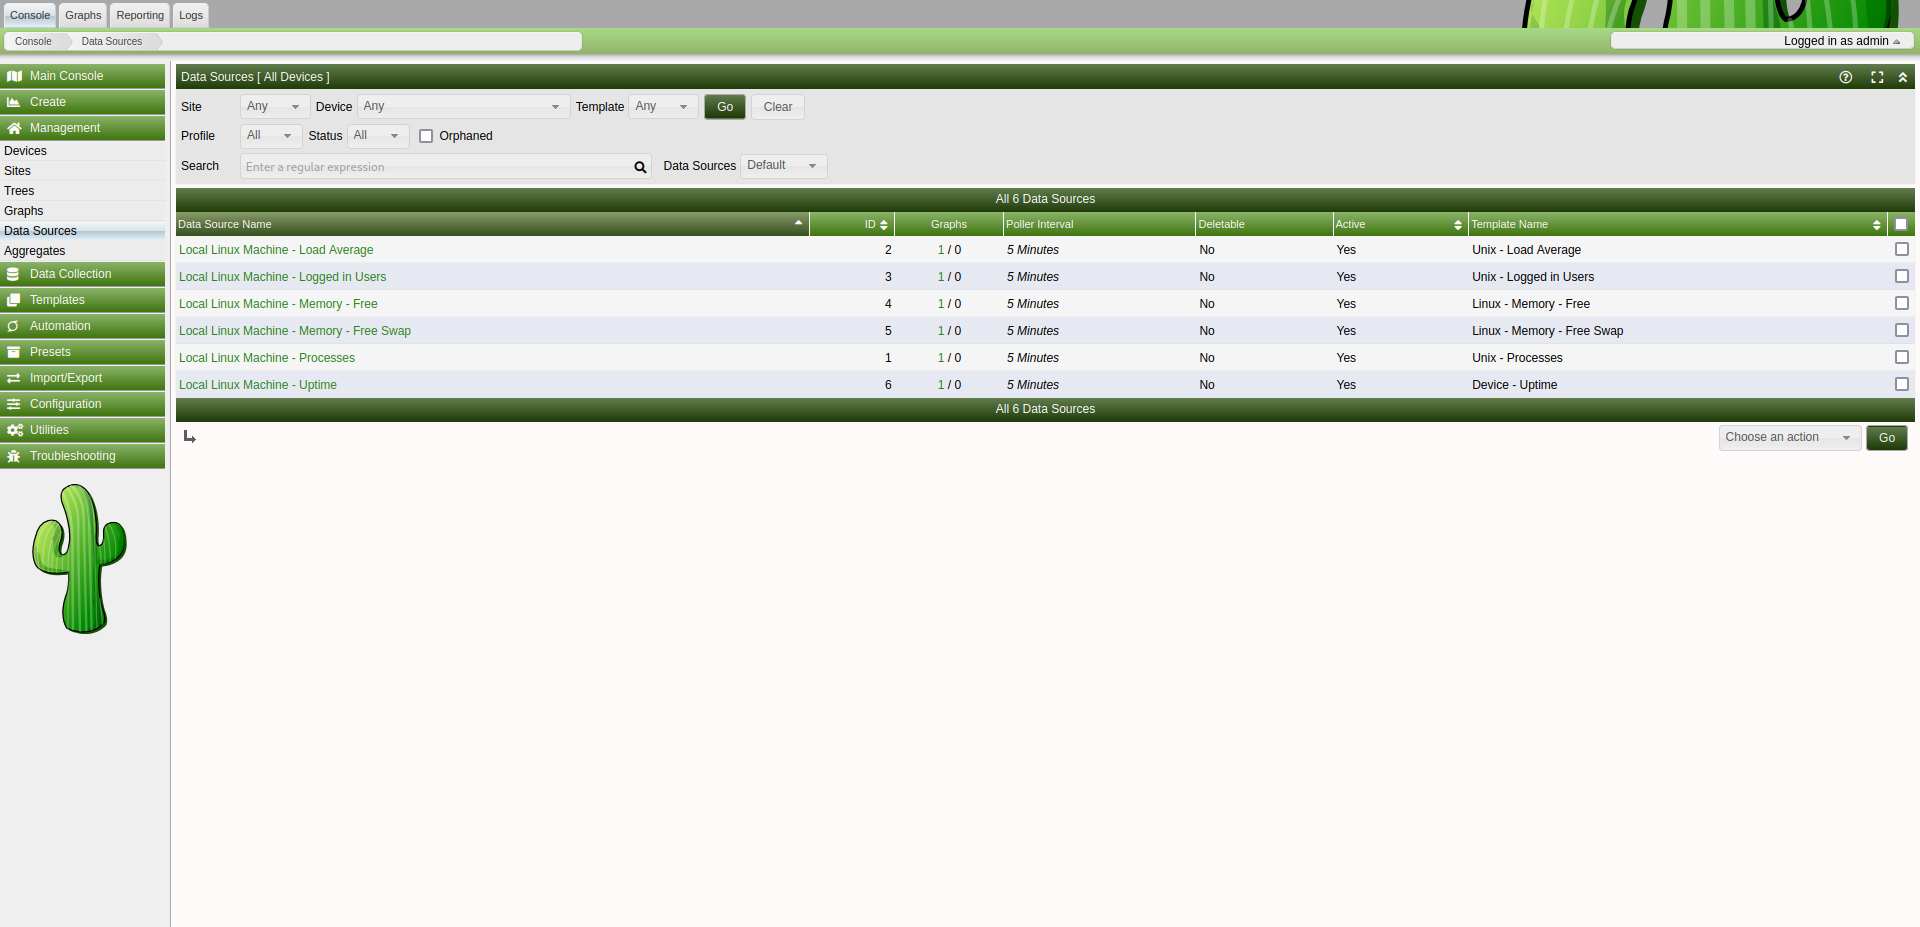 Console Graphs Reporting Logs
Console Data Sources Logged in as admin
Main Console
Create
Management
Devices
Sites
Trees
Graphs
Data Sources
Aggregates
Data Collection
Templates
Automation
Presets
Import/Export
Configuration
Utilities
Troubleshooting
Data Sources [ All Devices ]
Site Any Device Any Template Any Go Clear
Profile All Status All Orphaned
Search Enter a regular expression Data Sources Default
All 6 Data Sources
Data Source Name ID Graphs Poller Interval Deletable Active Template Name
Local Linux Machine - Load Average 2 1 / 0 5 Minutes No Yes Unix - Load Average
Local Linux Machine - Logged in Users 3 1 / 0 5 Minutes No Yes Unix - Logged in Users
Local Linux Machine - Memory - Free 4 1 / 0 5 Minutes No Yes Linux - Memory - Free
Local Linux Machine - Memory - Free Swap 5 1 / 0 5 Minutes No Yes Linux - Memory - Free Swap
Local Linux Machine - Processes 1 1 / 0 5 Minutes No Yes Unix - Processes
Local Linux Machine - Uptime 6 1 / 0 5 Minutes No Yes Device - Uptime
All 6 Data Sources
Choose an action Go